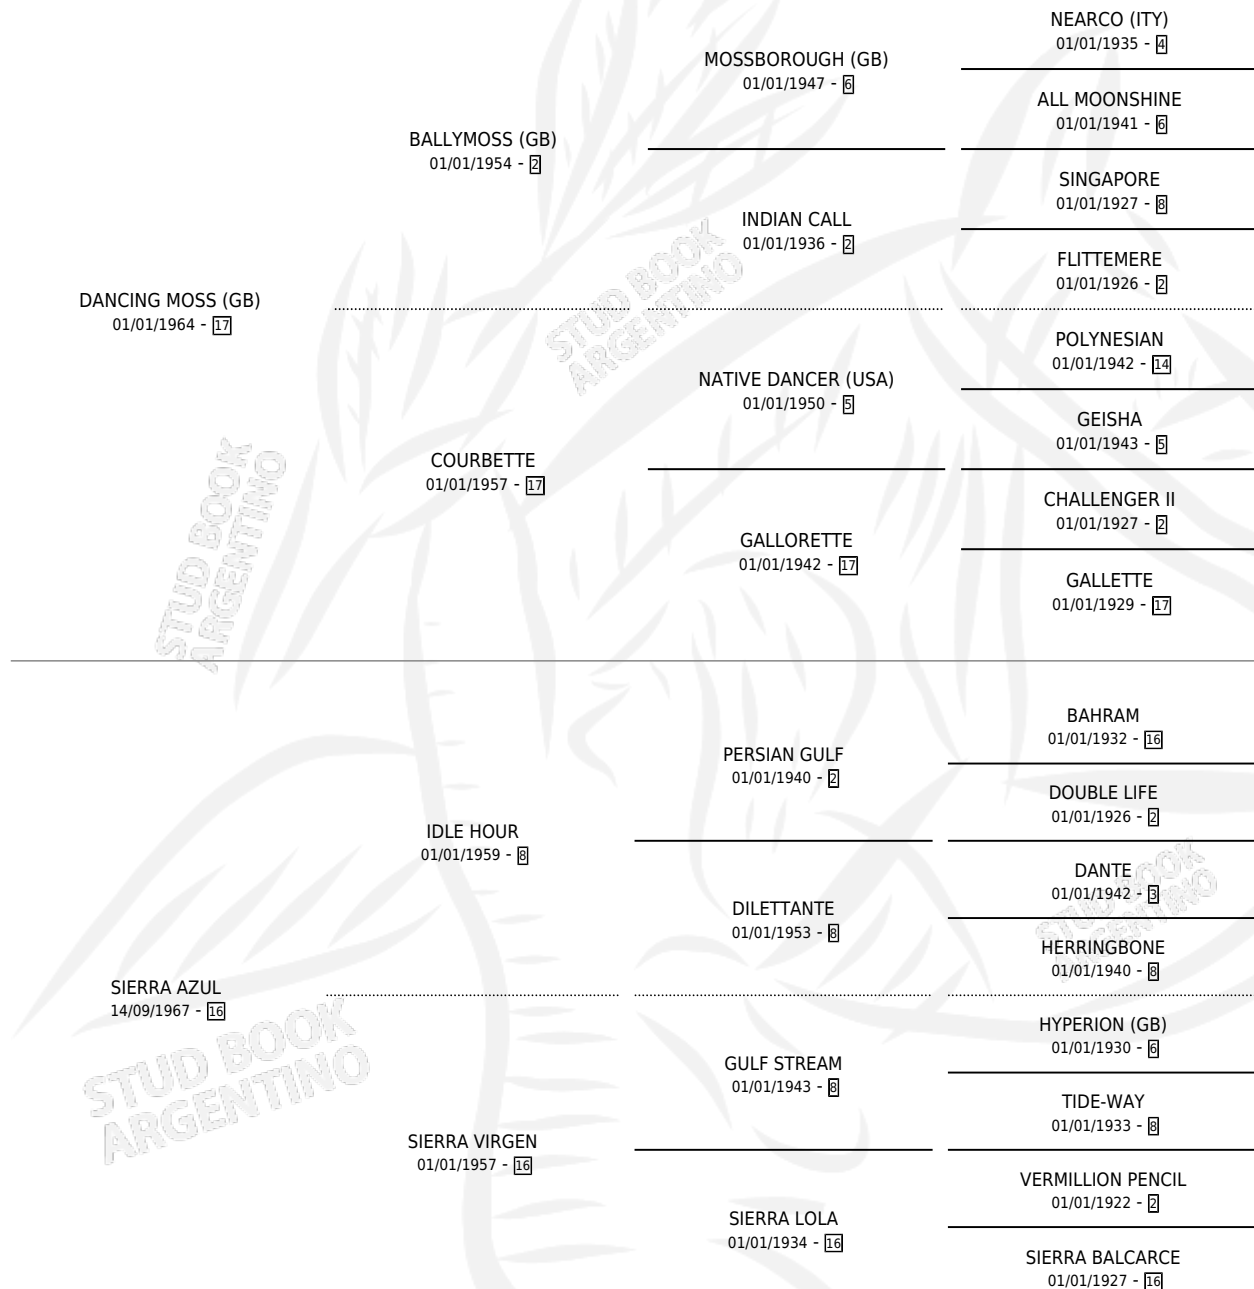 NEARCO (ITY)
01/01/1935 - 4
MOSSBOROUGH (GB)
01/01/1947 - 6
ALL MOONSHINE
01/01/1941 - 6
BALLYMOSS (GB)
01/01/1954 - 2
SINGAPORE
01/01/1927 - 8
INDIAN CALL
01/01/1936 - 2
FLITTEMERE
01/01/1926 - 2
DANCING MOSS (GB)
01/01/1964 - 17
POLYNESIAN
01/01/1942 - 14
NATIVE DANCER (USA)
01/01/1950 - 5
GEISHA
01/01/1943 - 5
COURBETTE
01/01/1957 - 17
CHALLENGER II
01/01/1927 - 2
GALLORETTE
01/01/1942 - 17
GALLETTE
01/01/1929 - 17
BAHRAM
01/01/1932 - 16
PERSIAN GULF
01/01/1940 - 2
DOUBLE LIFE
01/01/1926 - 2
IDLE HOUR
01/01/1959 - 8
DANTE
01/01/1942 - 3
DILETTANTE
01/01/1953 - 8
HERRINGBONE
01/01/1940 - 8
SIERRA AZUL
14/09/1967 - 16
HYPERION (GB)
01/01/1930 - 6
GULF STREAM
01/01/1943 - 8
TIDE-WAY
01/01/1933 - 8
SIERRA VIRGEN
01/01/1957 - 16
VERMILLION PENCIL
01/01/1922 - 2
SIERRA LOLA
01/01/1934 - 16
SIERRA BALCARCE
01/01/1927 - 16
STUD BOOK
ARGENTINO
STUD BOOK
ARGENTINO
STUD BOOK
ARGENTINO
STUD BOOK
ARGENTINO